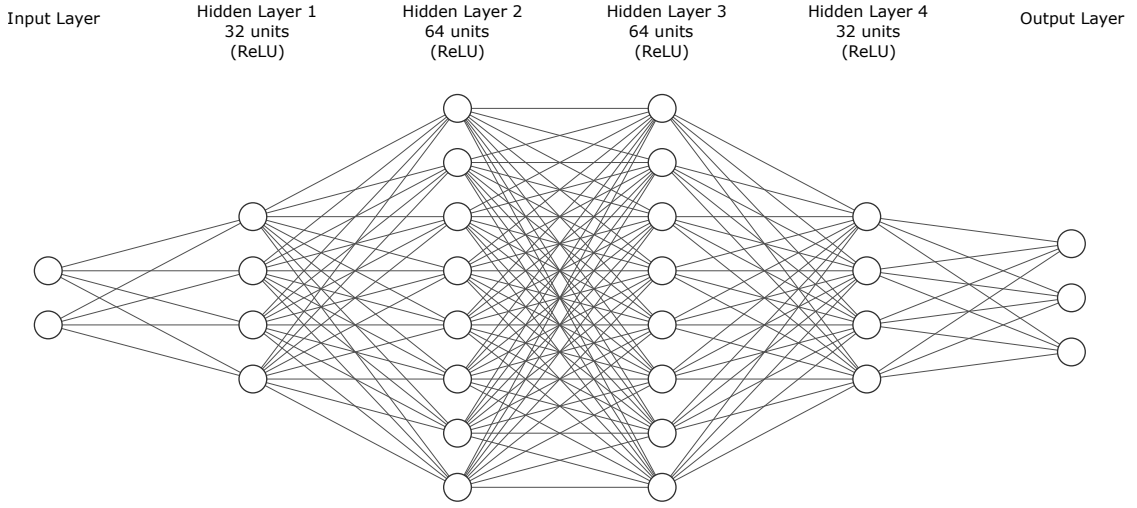 Input Layer
Hidden Layer 1
32 units
(ReLU)
Hidden Layer 2
64 units
(ReLU)
Hidden Layer 3
64 units
(ReLU)
Hidden Layer 4
32 units
(ReLU)
Output Layer